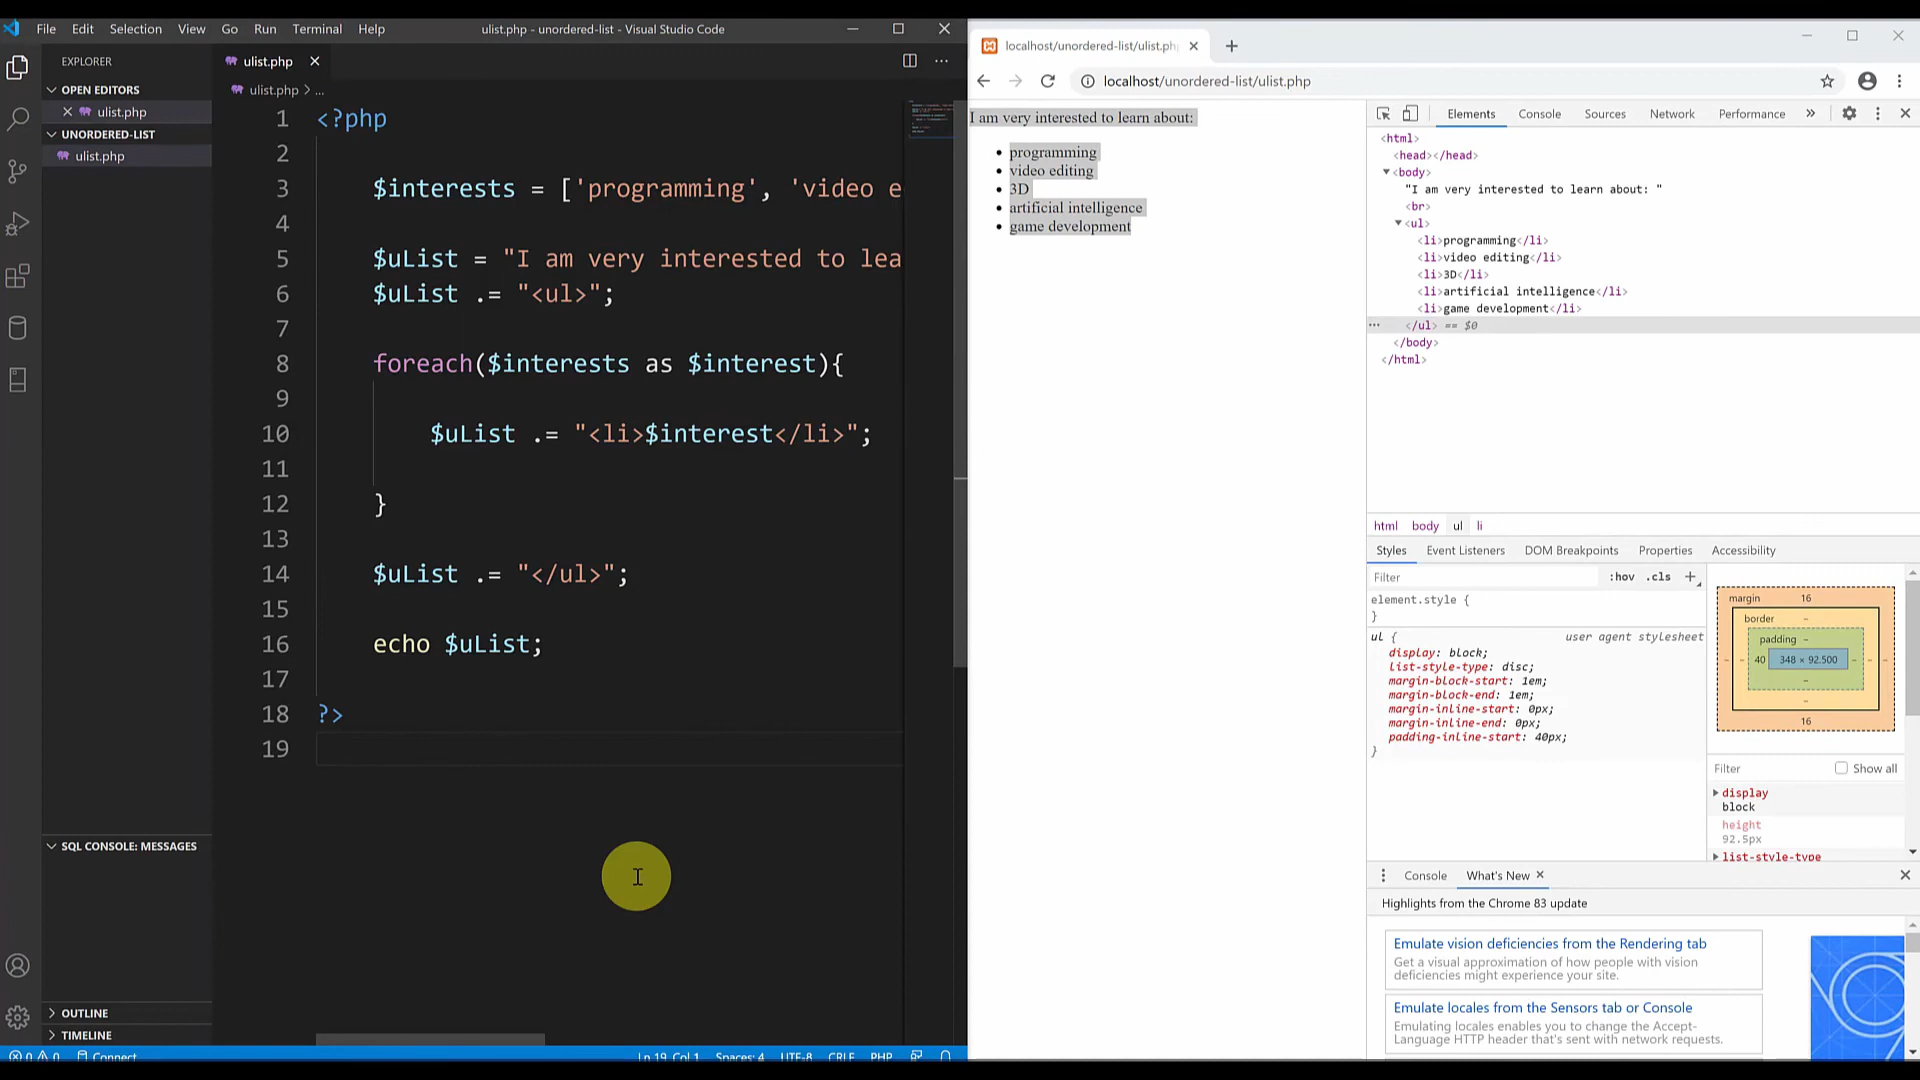 File Edit Selection View Go Run Terminal Help
ulist.php - unordered-list - Visual Studio Code
EXPLORER
OPEN EDITORS
ulist.php
UNORDERED-LIST
ulist.php
SQL CONSOLE: MESSAGES
OUTLINE
TIMELINE
ulist.php
ulist.php > ...
1 <?php
2
3 $interests = ['programming', 'video e
4
5 $uList = "I am very interested to lea
6 $uList .= "<ul>";
7
8 foreach($interests as $interest){
9
10 $uList .= "<li>$interest</li>";
11
12 }
13
14 $uList .= "</ul>";
15
16 echo $uList;
17
18 ?>
19
0 0 Connect
Ln 19, Col 1 Spaces: 4 UTF-8 CRLF PHP
localhost/unordered-list/ulist.ph
localhost/unordered-list/ulist.php
I am very interested to learn about:
• programming
• video editing
• 3D
• artificial intelligence
• game development
Elements Console Sources Network Performance »
<html>
<head></head>
<body>
"I am very interested to learn about: "
<br>
<ul>
<li>programming</li>
<li>video editing</li>
<li>3D</li>
<li>artificial intelligence</li>
<li>game development</li>
</ul> == $0
</body>
</html>
html body ul li
Styles Event Listeners DOM Breakpoints Properties Accessibility
Filter :hov .cls +
element.style {
}
ul { user agent stylesheet
display: block;
list-style-type: disc;
margin-block-start: 1em;
margin-block-end: 1em;
margin-inline-start: 0px;
margin-inline-end: 0px;
padding-inline-start: 40px;
}
margin 16
border -
padding -
- - 40 348 × 92.500 - - -
-
-
16
Filter Show all
display
block
height
92.5px
list-style-type
Console What's New
Highlights from the Chrome 83 update
Emulate vision deficiencies from the Rendering tab
Get a visual approximation of how people with vision
deficiencies might experience your site.
Emulate locales from the Sensors tab or Console
Emulating locales enables you to change the Accept-
Language HTTP header that's sent with network requests.